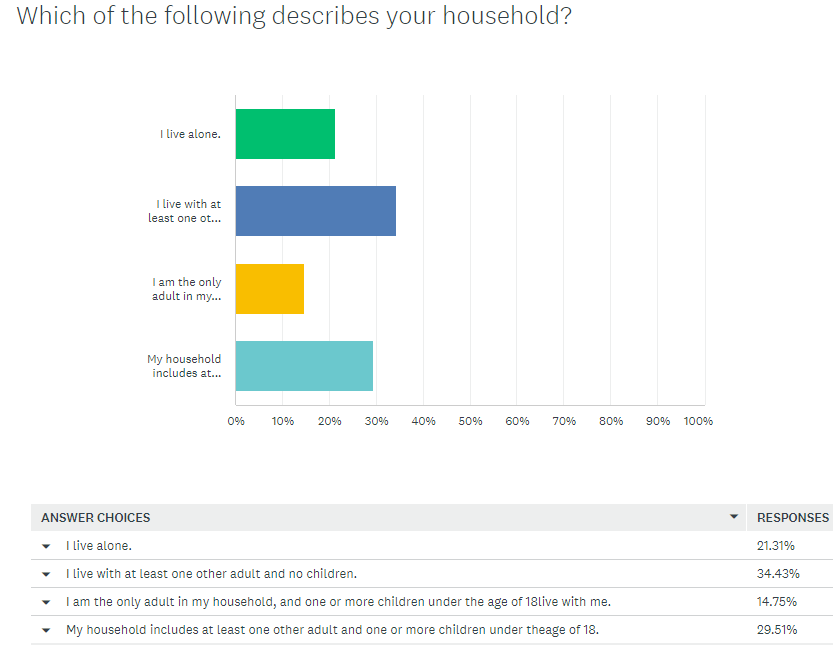 Which of the following describes your household?
I live alone.
I live with at
least one ot...
I am the only
adult in my...
My household
includes at...
0% 10% 20% 30% 40% 50% 60% 70% 80% 90% 100%
ANSWER CHOICES RESPONSES
I live alone. 21.31%
I live with at least one other adult and no children. 34.43%
I am the only adult in my household, and one or more children under the age of 18live with me. 14.75%
My household includes at least one other adult and one or more children under theage of 18. 29.51%